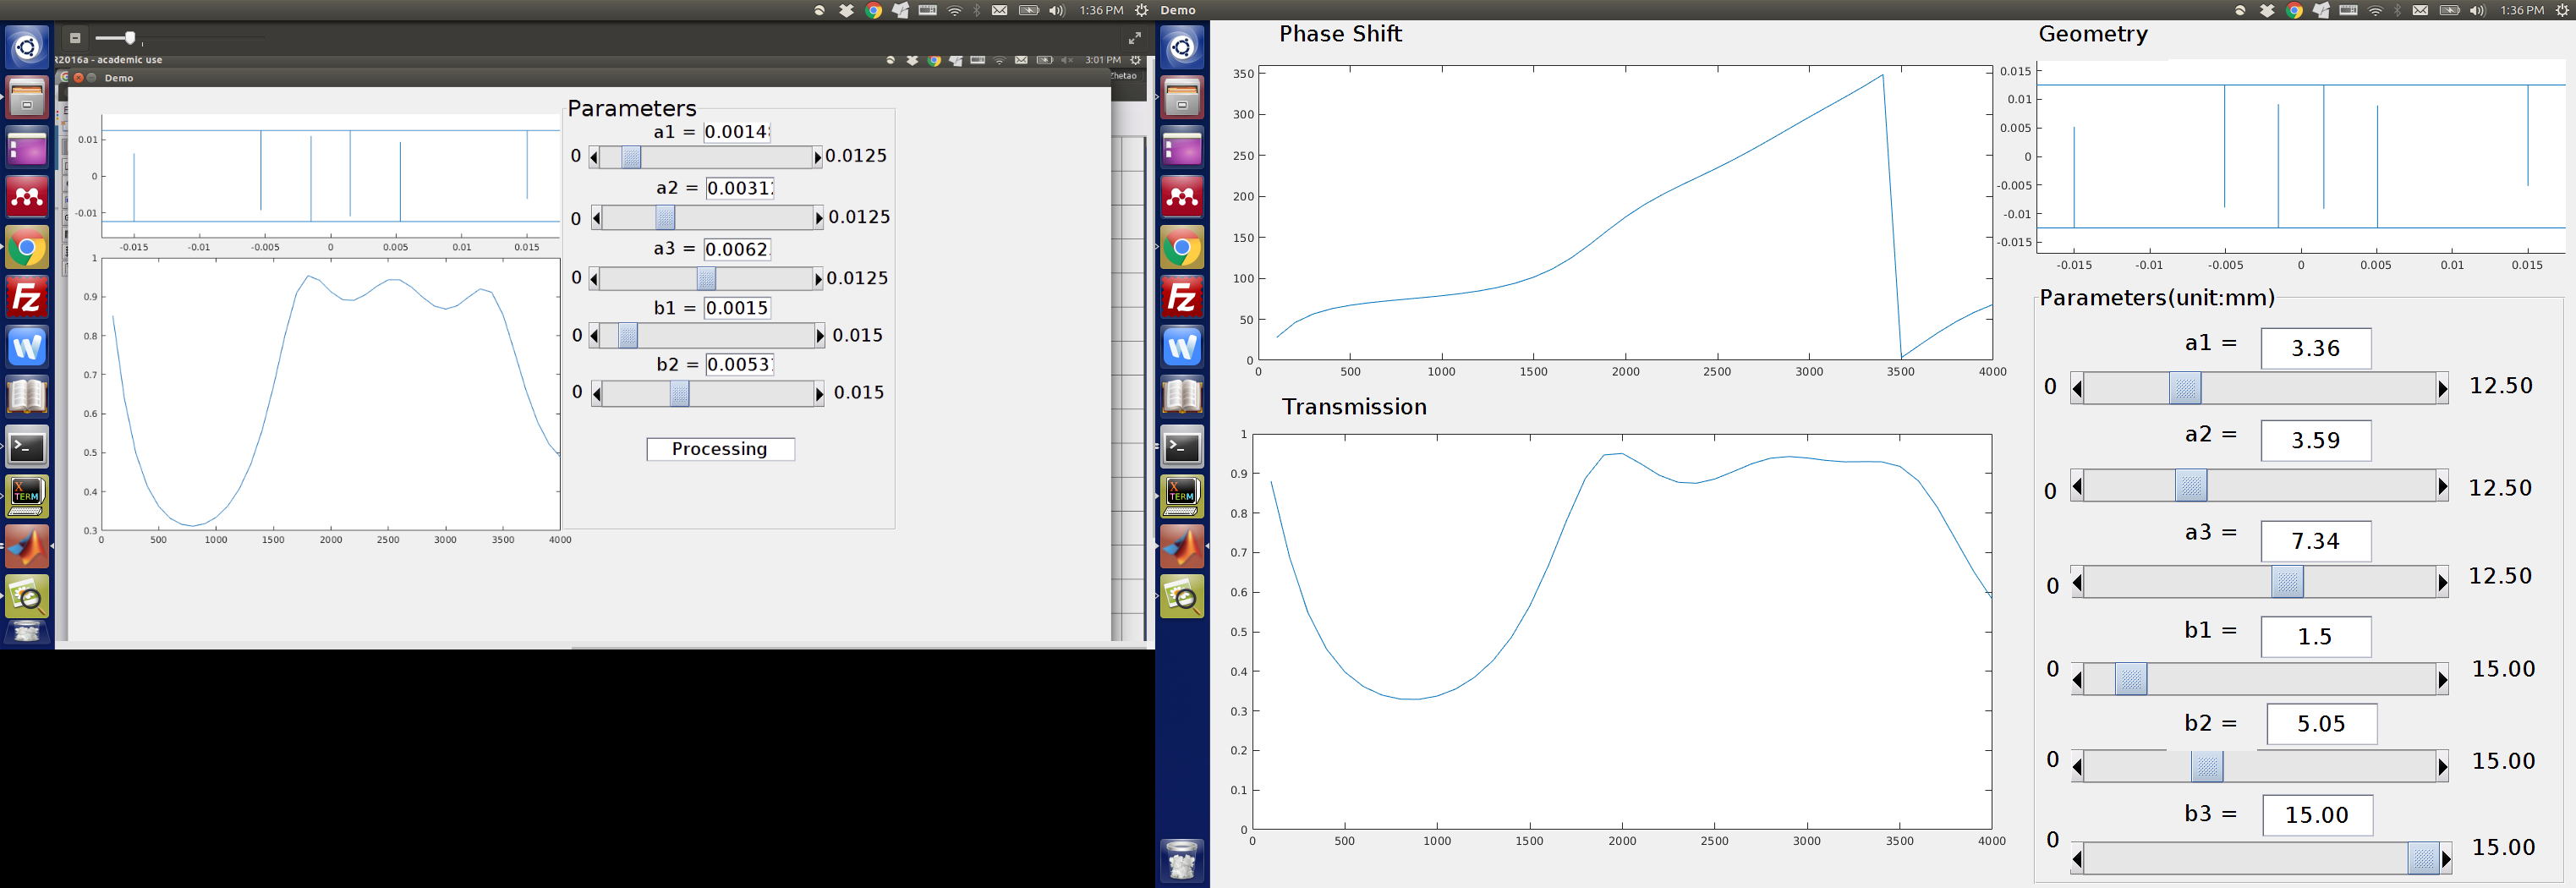 1:36 PM
Demo
1:36 PM
R2016a - academic use
3:01 PM
Demo
Zhetao
Parameters
a1 = 0.0014
0 0.0125
a2 = 0.0031
0 0.0125
a3 = 0.0062
0 0.0125
b1 = 0.0015
0 0.015
b2 = 0.0053
0 0.015
Processing
0.01
0
-0.01
-0.015 -0.01 -0.005 0 0.005 0.01 0.015
1
0.9
0.8
0.7
0.6
0.5
0.4
0.3
0 500 1000 1500 2000 2500 3000 3500 4000
Fz
W
X
TERM
Fz
W
X
TERM
Phase Shift
350
300
250
200
150
100
50
0
0 500 1000 1500 2000 2500 3000 3500 4000
Transmission
1
0.9
0.8
0.7
0.6
0.5
0.4
0.3
0.2
0.1
0
0 500 1000 1500 2000 2500 3000 3500 4000
Geometry
0.015
0.01
0.005
0
-0.005
-0.01
-0.015
-0.015 -0.01 -0.005 0 0.005 0.01 0.015
Parameters(unit:mm)
a1 = 3.36
0 12.50
a2 = 3.59
0 12.50
a3 = 7.34
0 12.50
b1 = 1.5
0 15.00
b2 = 5.05
0 15.00
b3 = 15.00
0 15.00